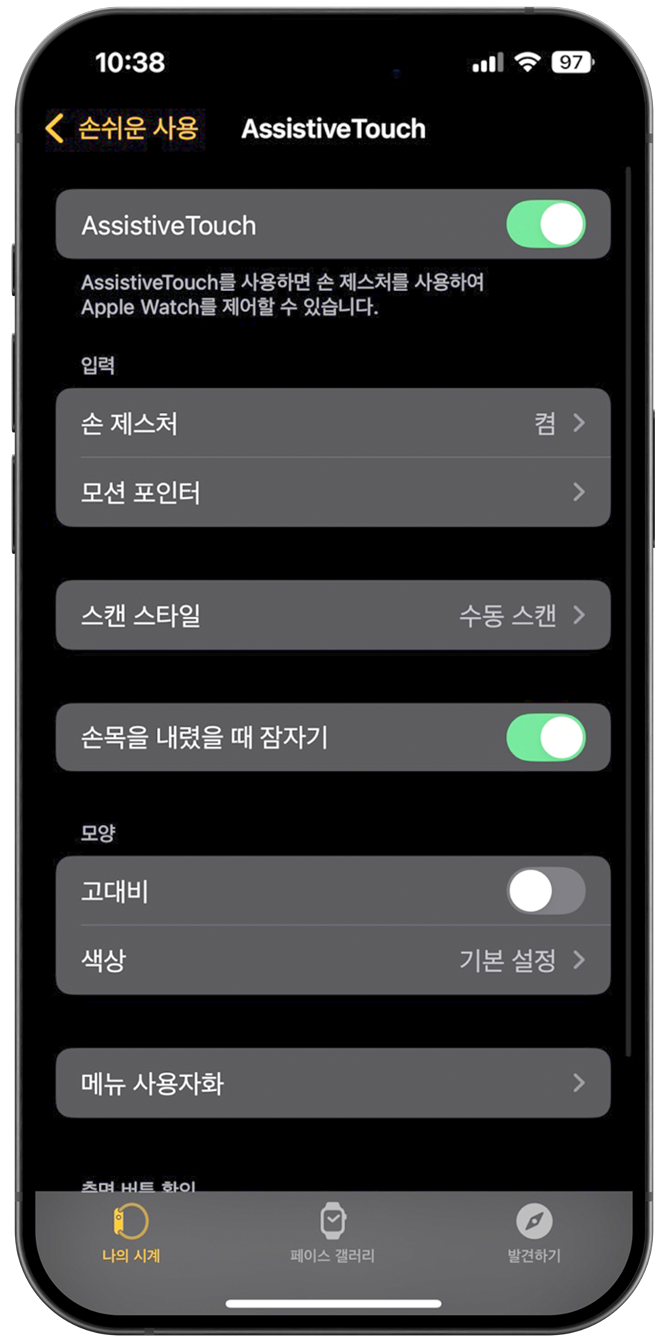 10:38
97
손쉬운 사용
AssistiveTouch
AssistiveTouch
AssistiveTouch를 사용하면 손 제스처를 사용하여
Apple Watch를 제어할 수 있습니다.
입력
손 제스처 켬
모션 포인터
스캔 스타일 수동 스캔
손목을 내렸을 때 잠자기
모양
고대비
색상 기본 설정
메뉴 사용자화
측면 버튼 확인
나의 시계 페이스 갤러리 발견하기